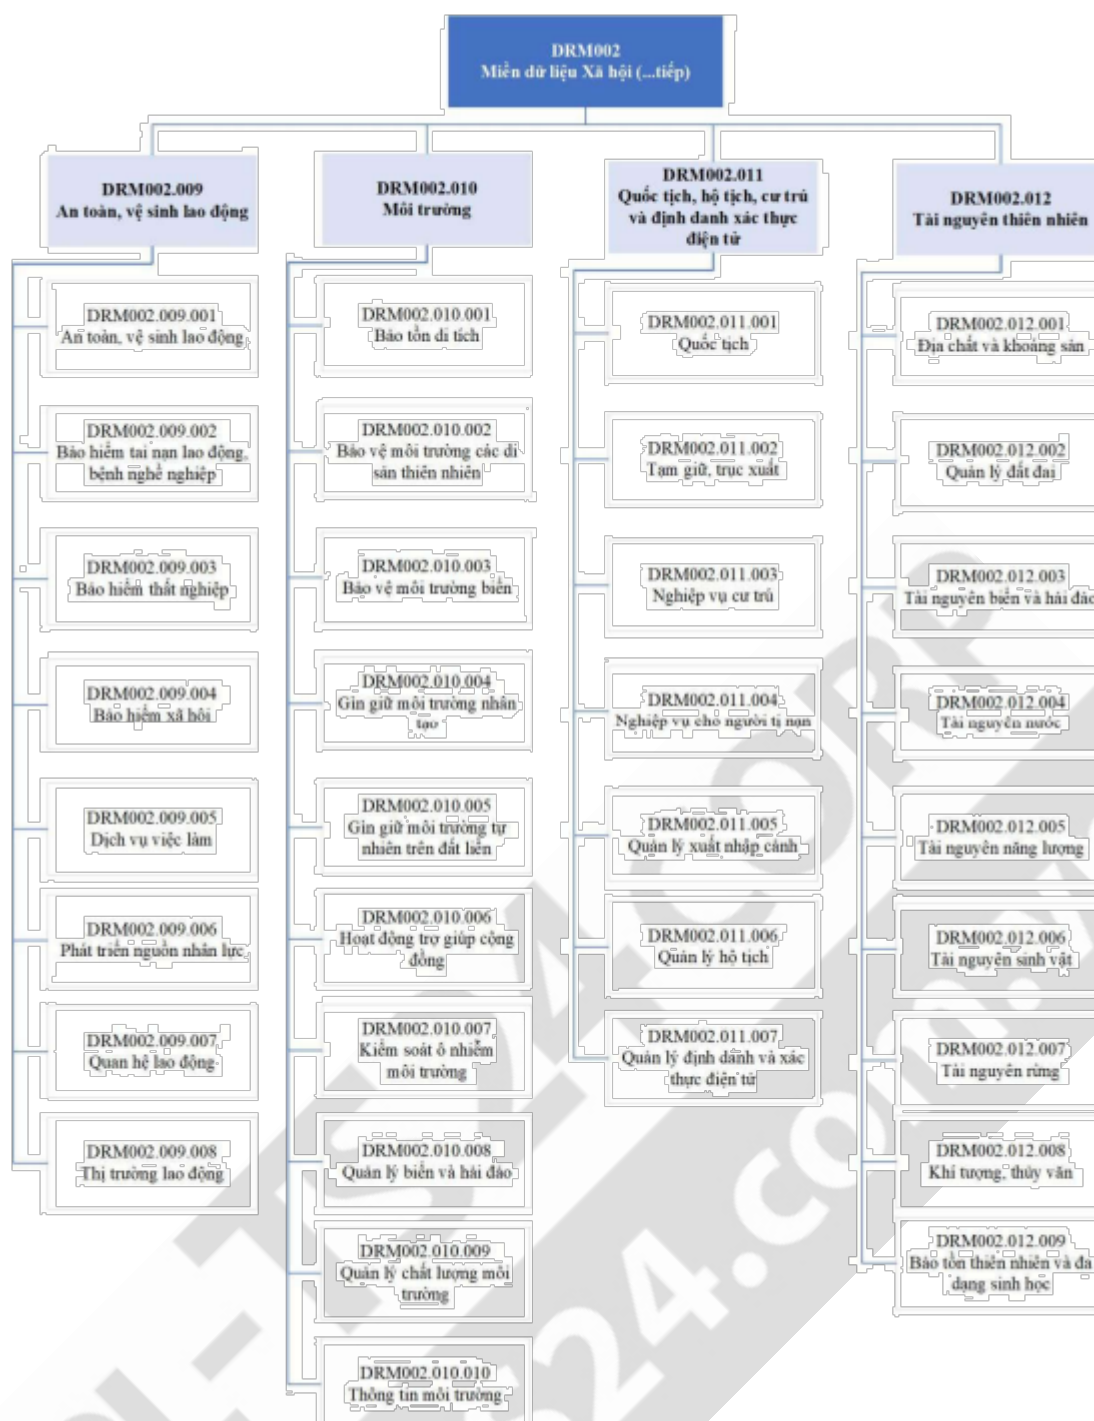 DRM002
Miền dữ liệu Xã hội (...tiếp)
DRM002.009
An toàn, vệ sinh lao động
DRM002.009.001
An toàn, vệ sinh lao động
DRM002.009.002
Bảo hiểm tai nạn lao động,
bệnh nghề nghiệp
DRM002.009.003
Bảo hiểm thất nghiệp
DRM002.009.004
Bảo hiểm xã hội
DRM002.009.005
Dịch vụ việc làm
DRM002.009.006
Phát triển nguồn nhân lực
DRM002.009.007
Quan hệ lao động
DRM002.009.008
Thị trường lao động
DRM002.010
Môi trường
DRM002.010.001
Bảo tồn di tích
DRM002.010.002
Bảo vệ môi trường các di
sản thiên nhiên
DRM002.010.003
Bảo vệ môi trường biển
DRM002.010.004
Gìn giữ môi trường nhân
tạo
DRM002.010.005
Gìn giữ môi trường tự
nhiên trên đất liền
DRM002.010.006
Hoạt động trợ giúp cộng
đồng
DRM002.010.007
Kiểm soát ô nhiễm
môi trường
DRM002.010.008
Quản lý biển và hải đảo
DRM002.010.009
Quản lý chất lượng môi
trường
DRM002.010.010
Thông tin môi trường
DRM002.011
Quốc tịch, hộ tịch, cư trú
và định danh xác thực
điện tử
DRM002.011.001
Quốc tịch
DRM002.011.002
Tạm giữ, trục xuất
DRM002.011.003
Nghiệp vụ cư trú
DRM002.011.004
Nghiệp vụ cho người tị nạn
DRM002.011.005
Quản lý xuất nhập cảnh
DRM002.011.006
Quản lý hộ tịch
DRM002.011.007
Quản lý định danh và xác
thực điện tử
DRM002.012
Tài nguyên thiên nhiên
DRM002.012.001
Địa chất và khoáng sản
DRM002.012.002
Quản lý đất đai
DRM002.012.003
Tài nguyên biển và hải đảo
DRM002.012.004
Tài nguyên nước
DRM002.012.005
Tài nguyên năng lượng
DRM002.012.006
Tài nguyên sinh vật
DRM002.012.007
Tài nguyên rừng
DRM002.012.008
Khí tượng, thủy văn
DRM002.012.009
Bảo tồn thiên nhiên và đa
dạng sinh học